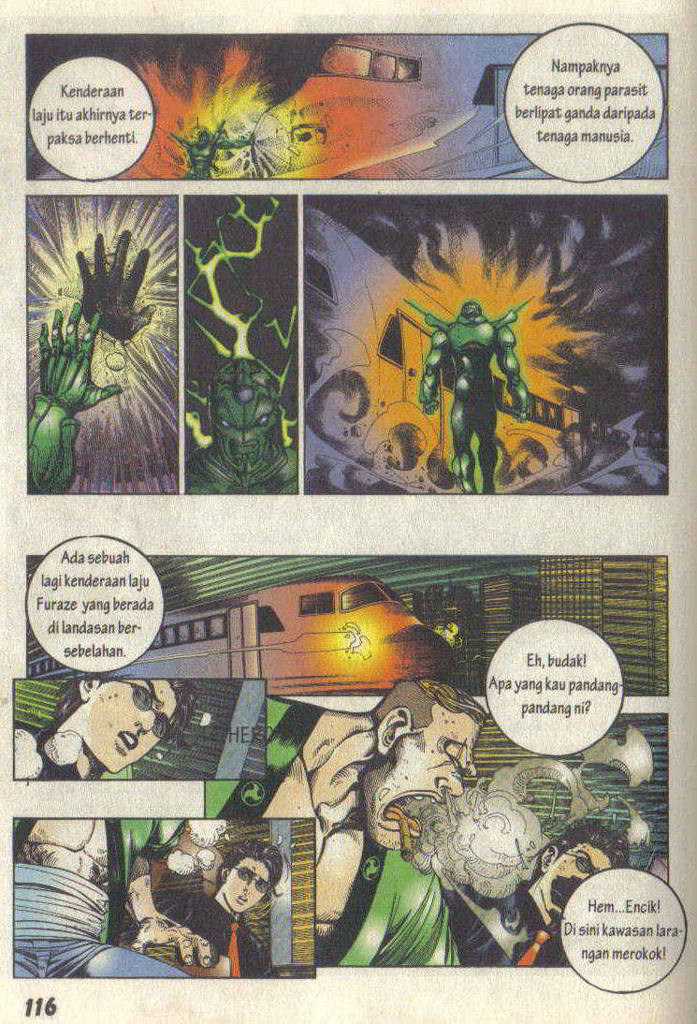 Kenderaan
laju itu akhirnya ter-
paksa berhenti.
Nampaknya
tenaga orang parasit
berlipat ganda daripada
tenaga manusia.
Ada sebuah
lagi kenderaan laju
Furaze yang berada
di landasan ber-
sebelahan.
Eh, budak!
Apa yang kau pandang-
pandang ni?
Hem...Encik!
Di sini kawasan lara-
ngan merokok!
116